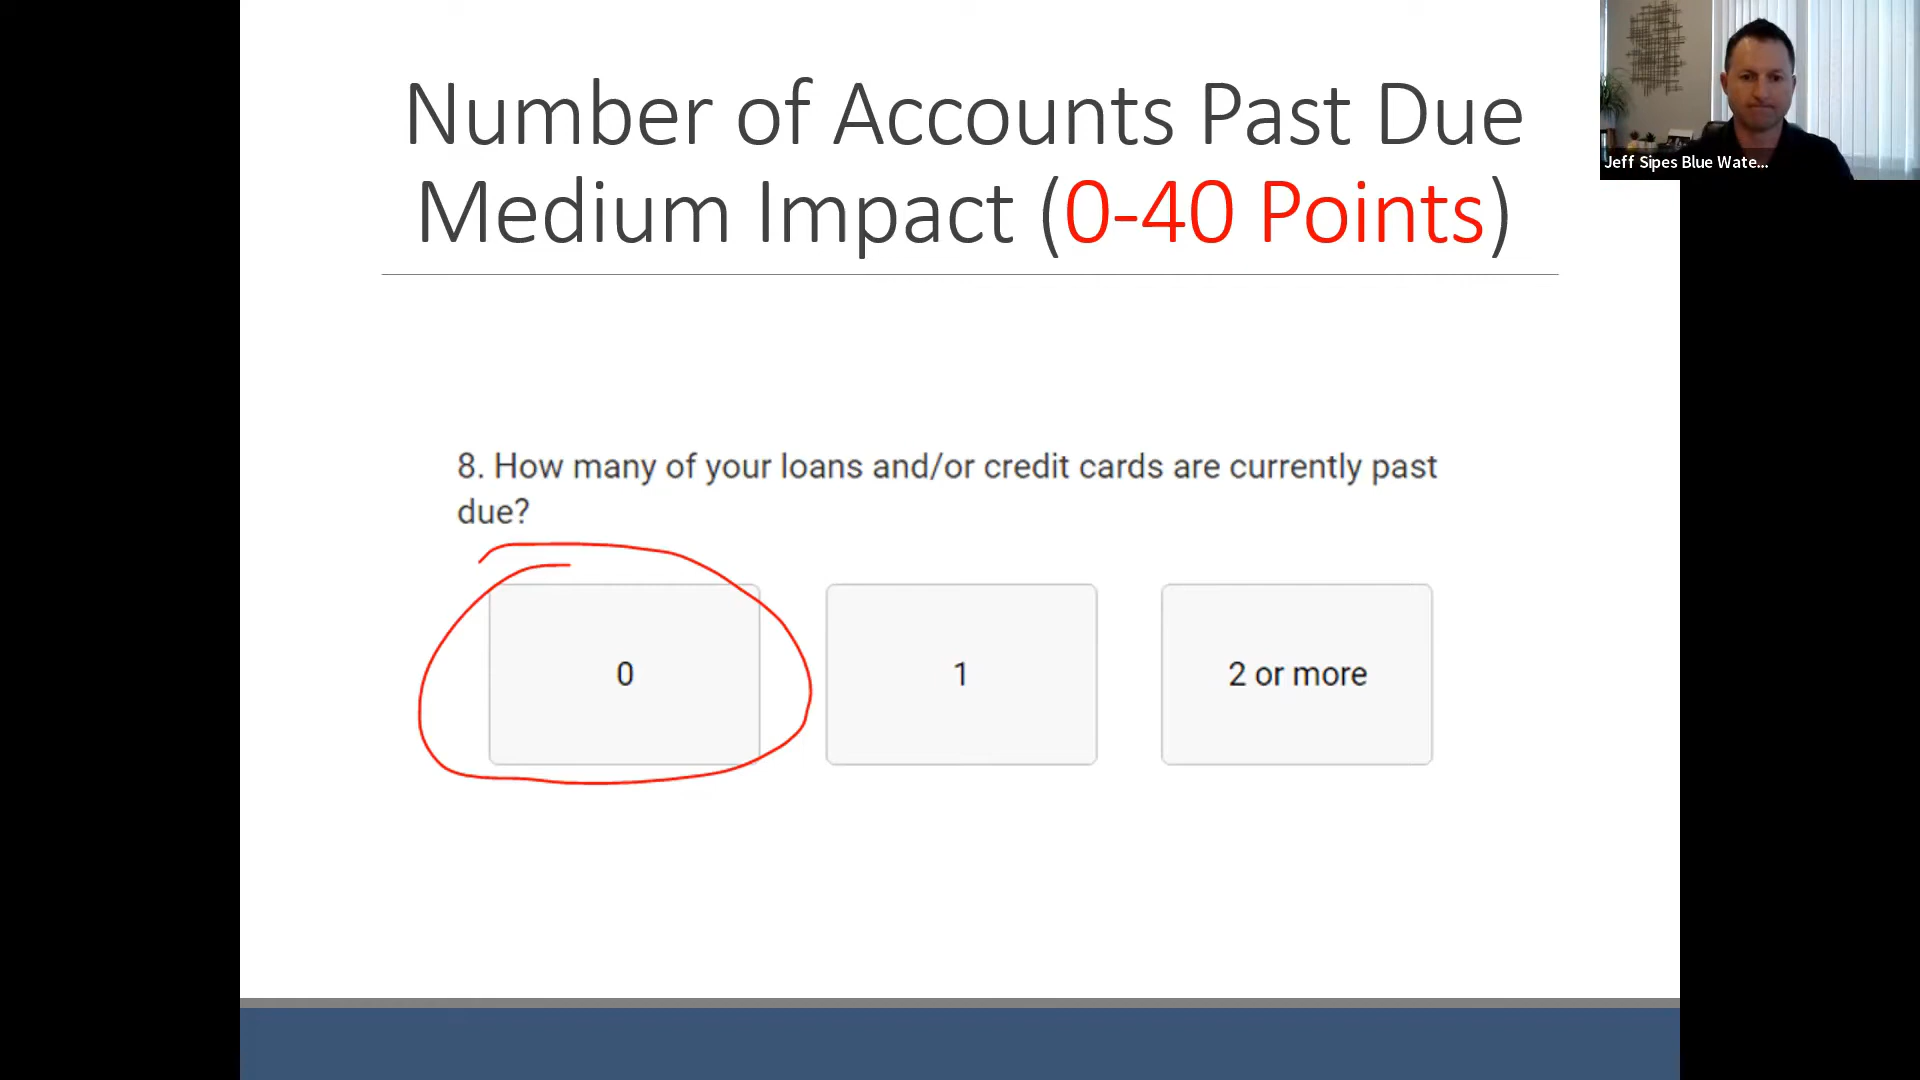 Number of Accounts Past Due
Medium Impact (0-40 Points)
Jeff Sipes Blue Wate...
8. How many of your loans and/or credit cards are currently past
due?
0
1
2 or more